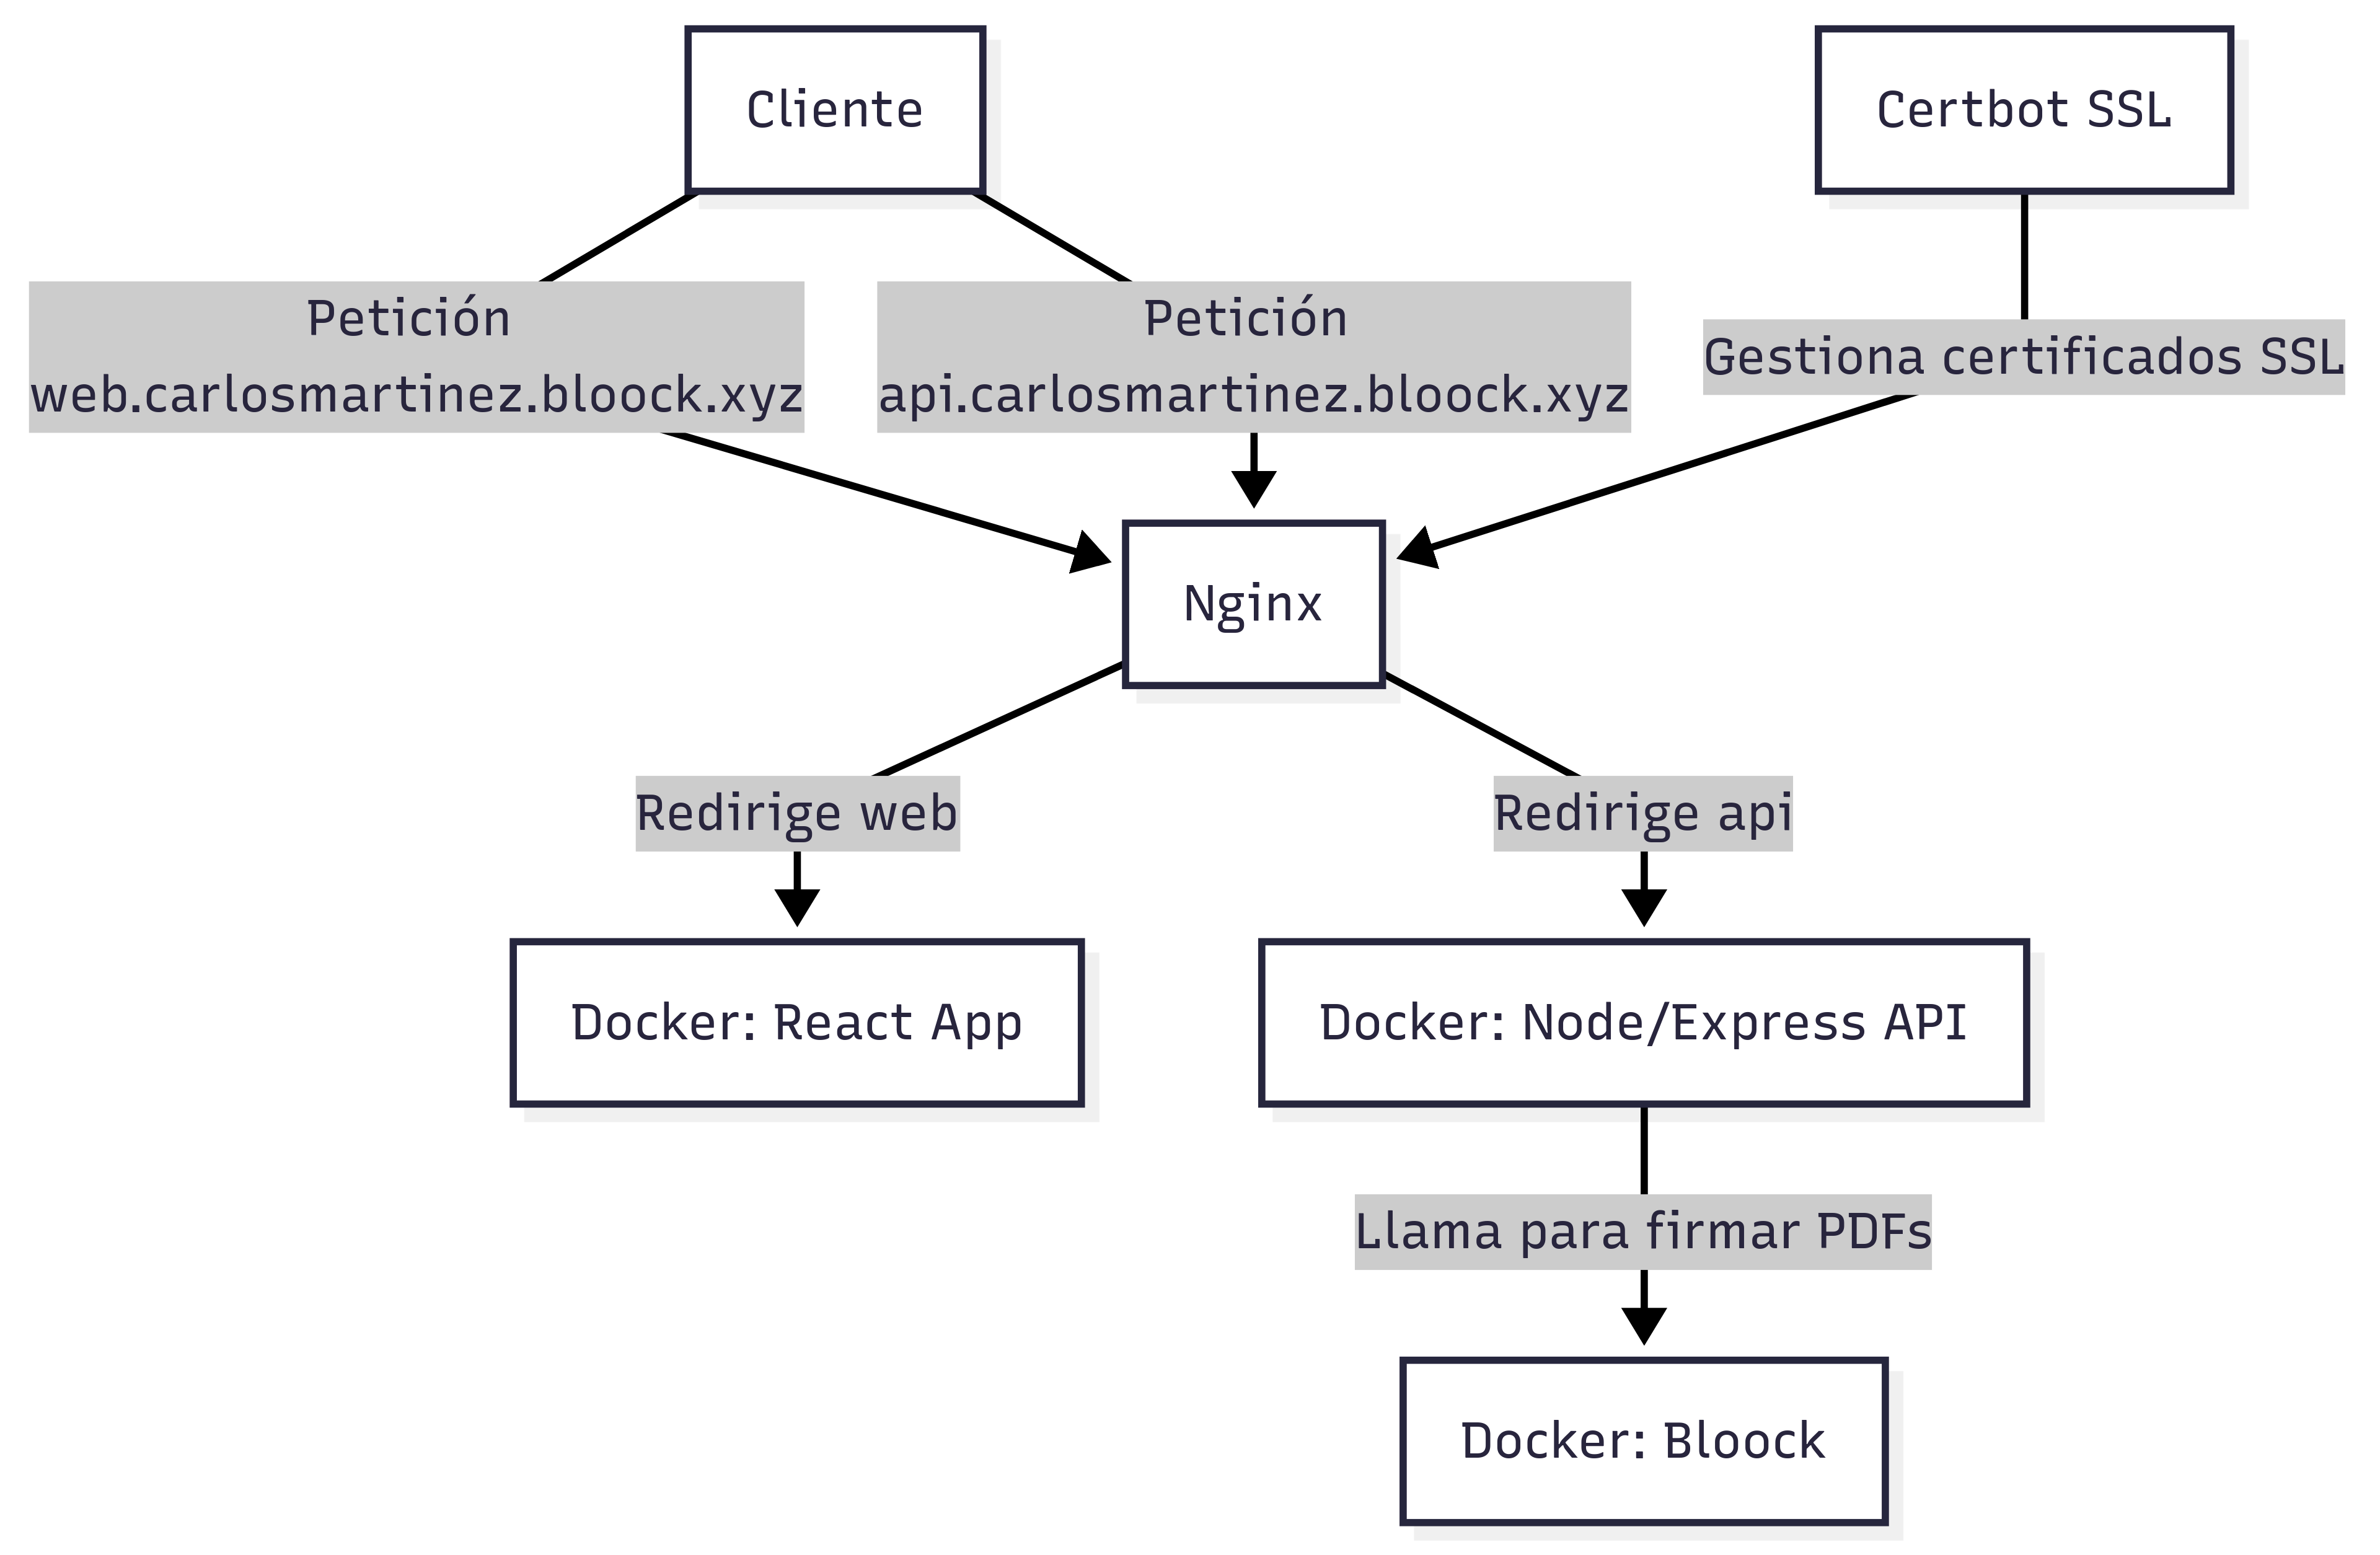 Cliente
Certbot SSL
Petición
web.carlosmartinez.bloock.xyz
Petición
api.carlosmartinez.bloock.xyz
Gestiona certificados SSL
Nginx
Redirige web
Redirige api
Docker: React App
Docker: Node/Express API
Llama para firmar PDFs
Docker: Bloock